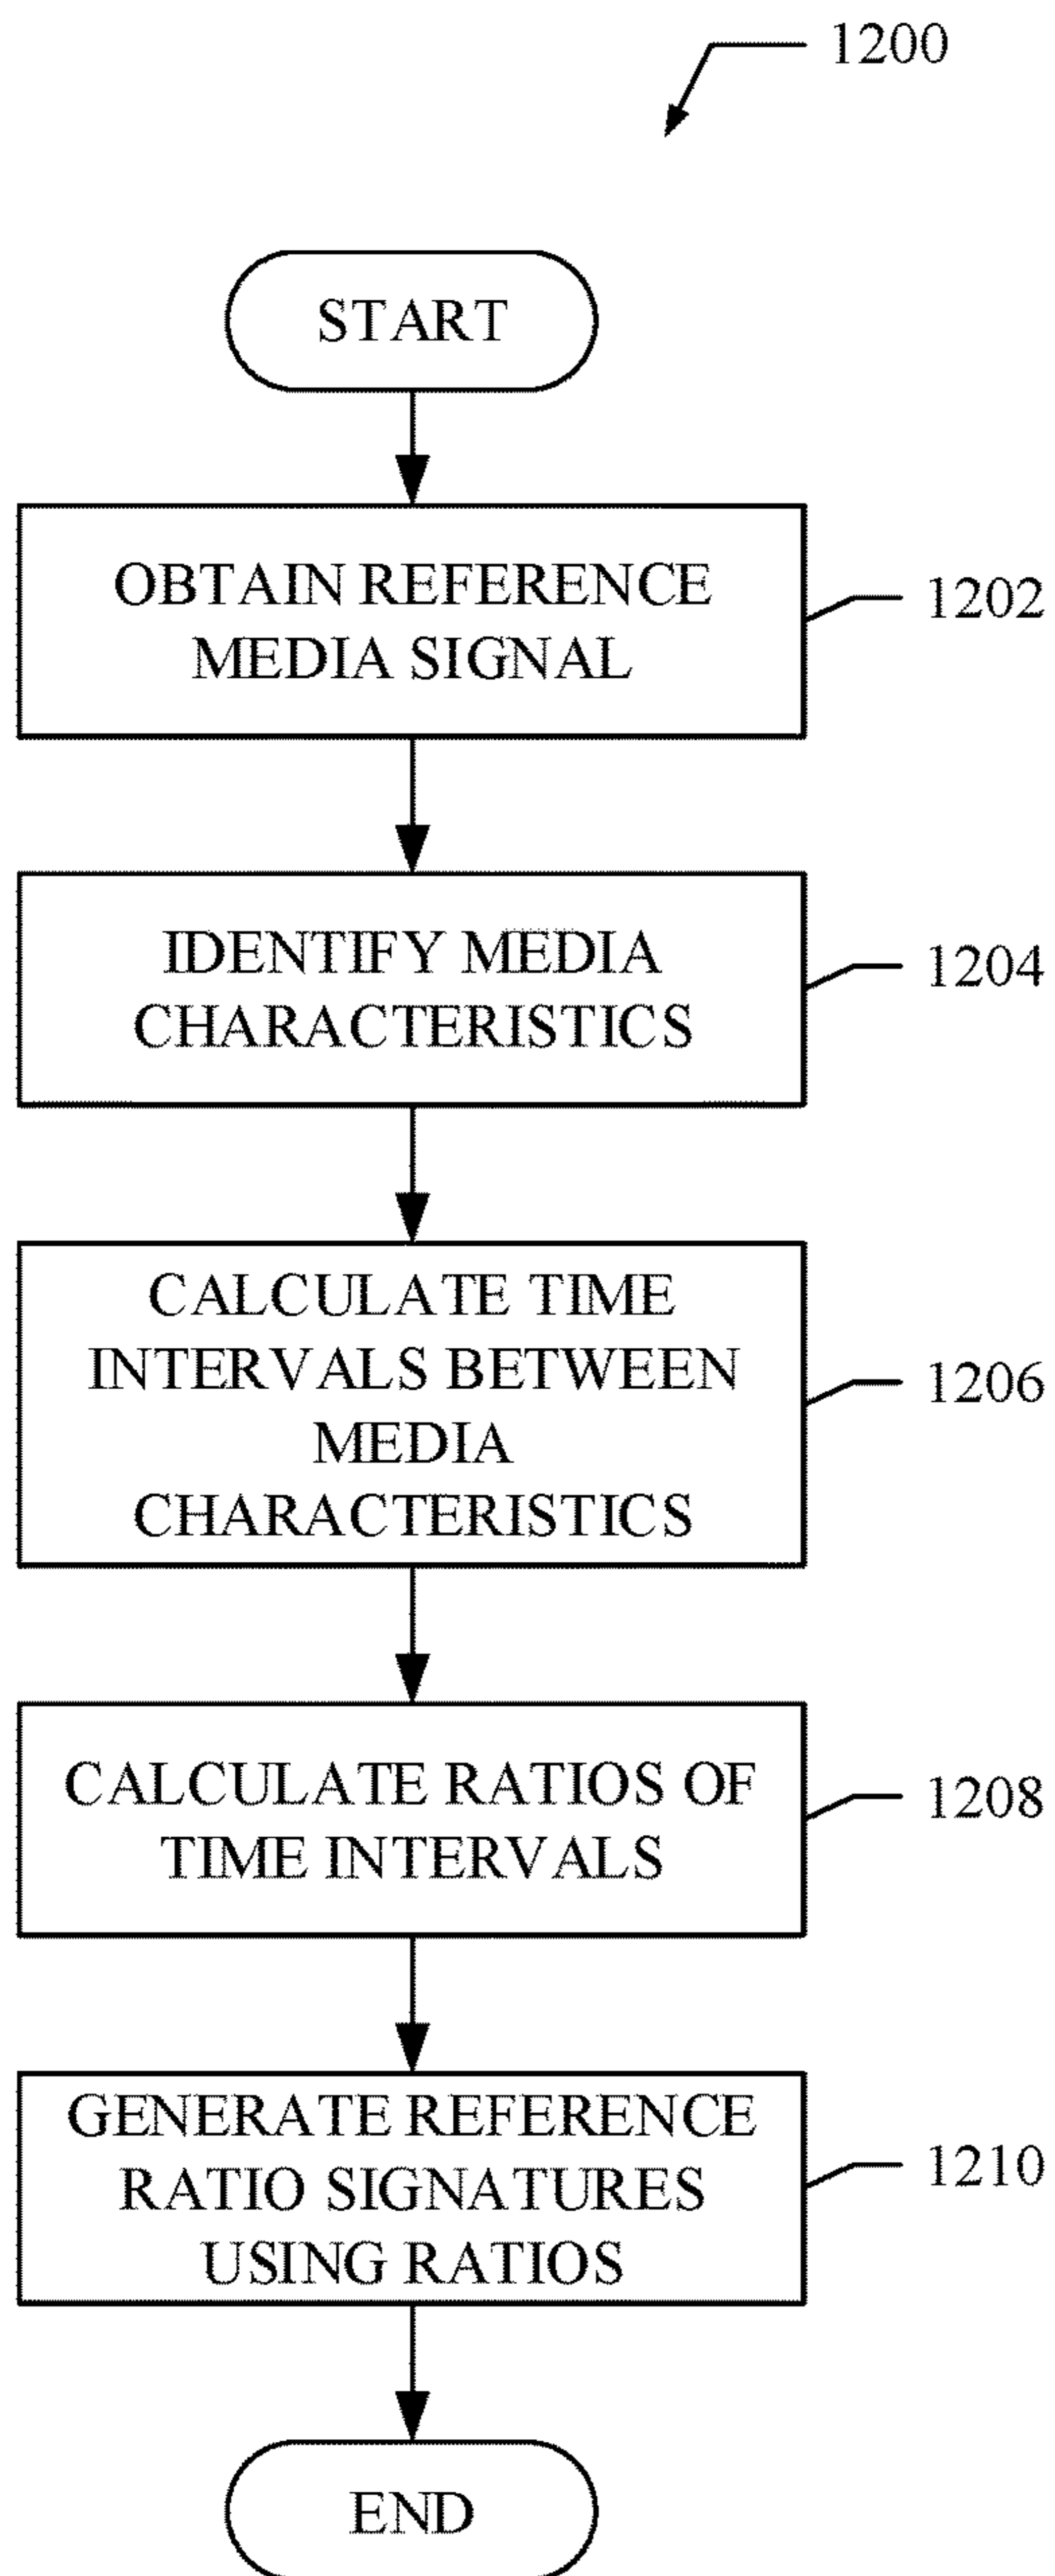 1200
START
OBTAIN REFERENCE
MEDIA SIGNAL
1202
IDENTIFY MEDIA
CHARACTERISTICS
1204
CALCULATE TIME
INTERVALS BETWEEN
MEDIA
CHARACTERISTICS
1206
CALCULATE RATIOS OF
TIME INTERVALS
1208
GENERATE REFERENCE
RATIO SIGNATURES
USING RATIOS
1210
END